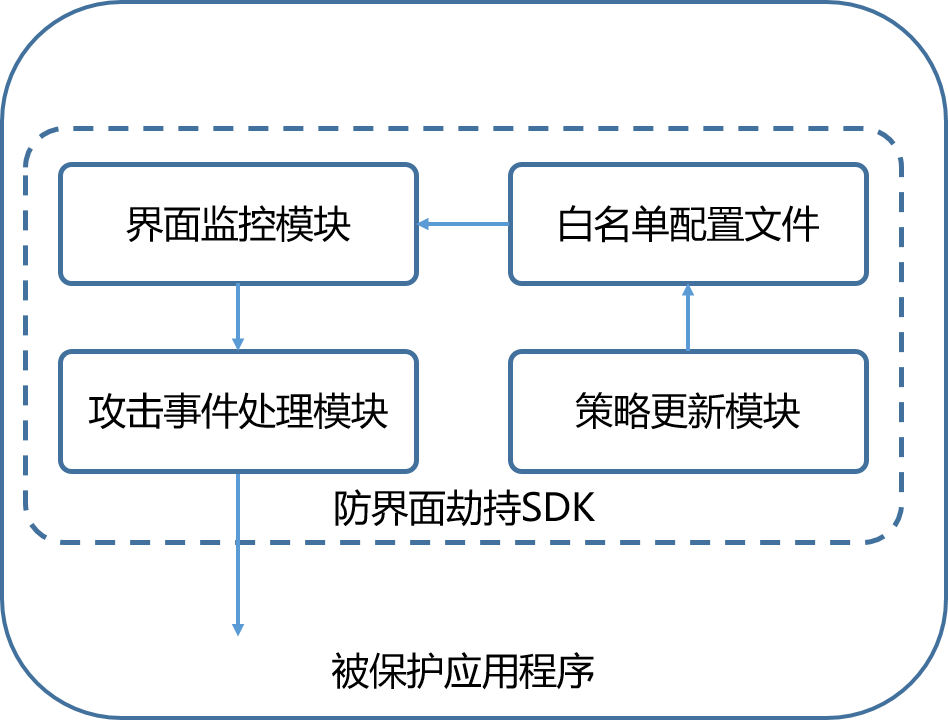 界面监控模块
白名单配置文件
攻击事件处理模块
策略更新模块
防界面劫持SDK
被保护应用程序